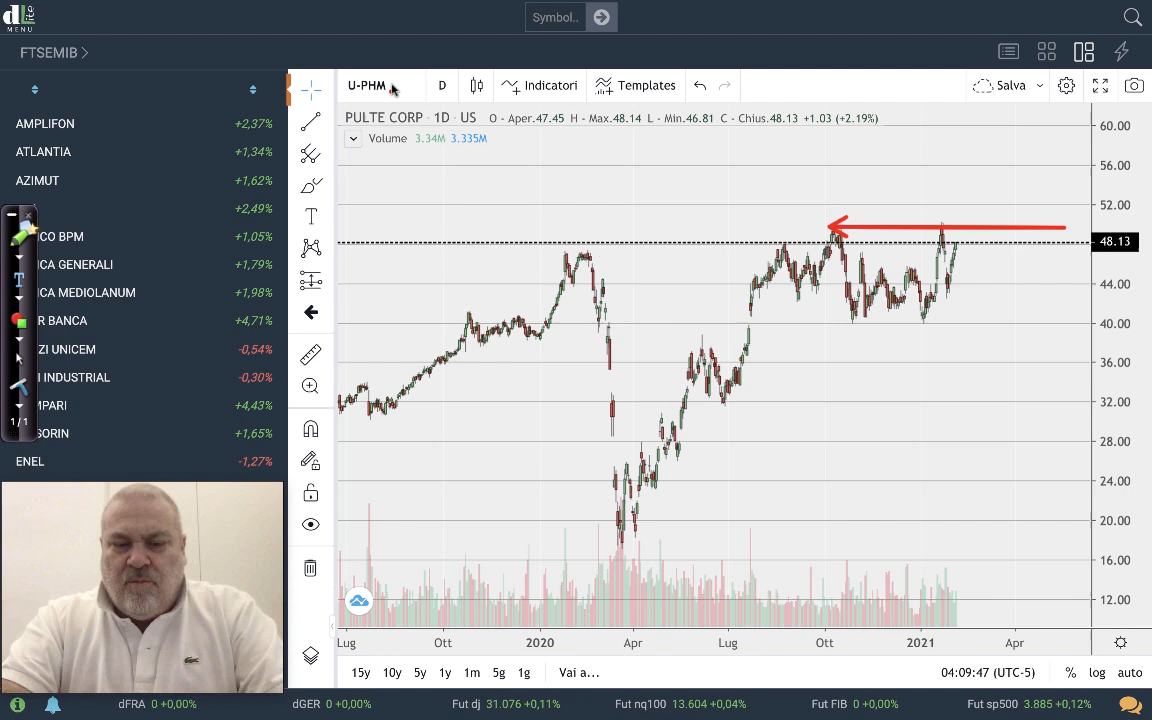 dLite
MENU
Symbol..
FTSEMIB
AMPLIFON +2,37%
ATLANTIA +1,34%
AZIMUT +1,62%
+2,49%
CO BPM +1,05%
CA GENERALI +1,79%
CA MEDIOLANUM +1,98%
R BANCA +4,71%
ZI UNICEM -0,54%
I INDUSTRIAL -0,30%
MPARI +4,43%
SORIN +1,65%
ENEL -1,27%
T
1/1
U-PHM D Indicatori Templates Salva
PULTE CORP · 1D · US O - Aper.47.45 H - Max.48.14 L - Min.46.81 C - Chius.48.13 +1.03 (+2.19%)
Volume 3.34M 3.335M
60.00
56.00
52.00
48.13
44.00
40.00
36.00
32.00
28.00
24.00
20.00
16.00
12.00
Lug Ott 2020 Apr Lug Ott 2021 Apr
15y 10y 5y 1y 1m 5g 1g Vai a... 04:09:47 (UTC-5) % log auto
dFRA 0 +0,00% dGER 0 +0,00% Fut dj 31.076 +0,11% Fut nq100 13.604 +0,04% Fut FIB 0 +0,00% Fut sp500 3.885 +0,12%